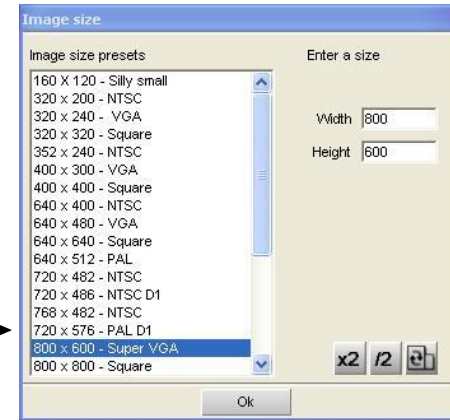 Image size
Image size presets
160 X 120 - Silly small
320 x 200 - NTSC
320 x 240 - VGA
320 x 320 - Square
352 x 240 - NTSC
400 x 300 - VGA
400 x 400 - Square
640 x 400 - NTSC
640 x 480 - VGA
640 x 640 - Square
640 x 512 - PAL
720 x 482 - NTSC
720 x 486 - NTSC D1
768 x 482 - NTSC
720 x 576 - PAL D1
800 x 600 - Super VGA
800 x 800 - Square
Enter a size
Width 800
Height 600
x2 /2
Ok